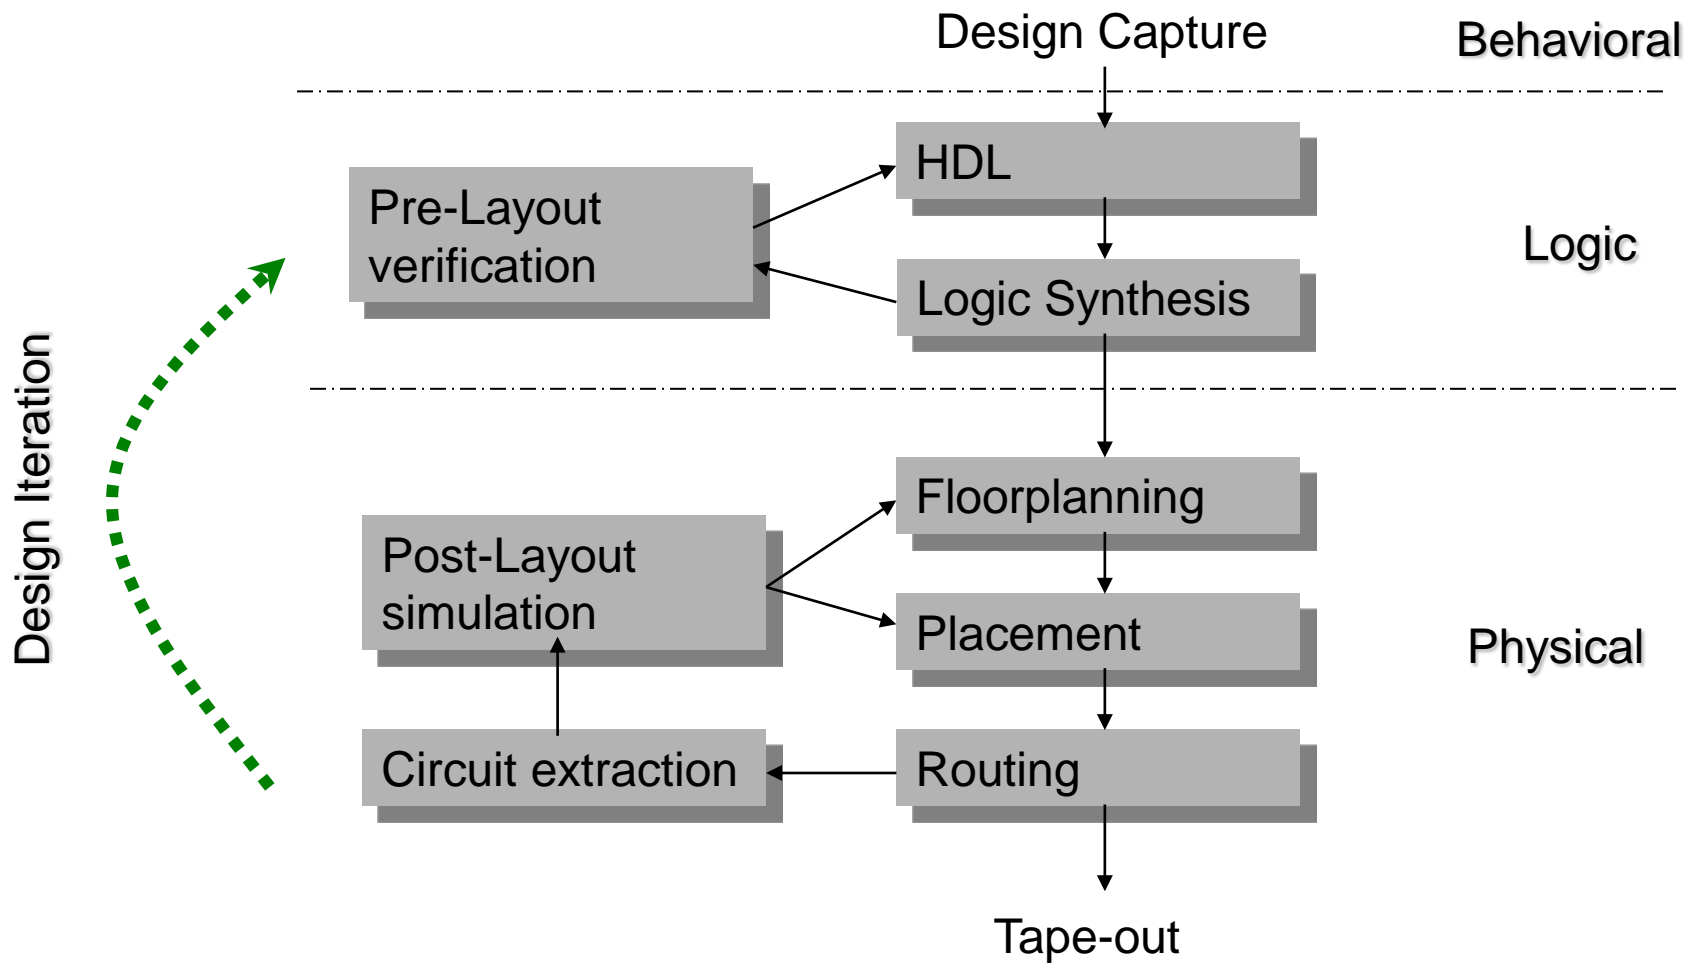 Design Capture
Behavioral
HDL
Pre-Layout
verification
Logic
Logic Synthesis
Design Iteration
Floorplanning
Post-Layout
simulation
Placement
Physical
Circuit extraction
Routing
Tape-out